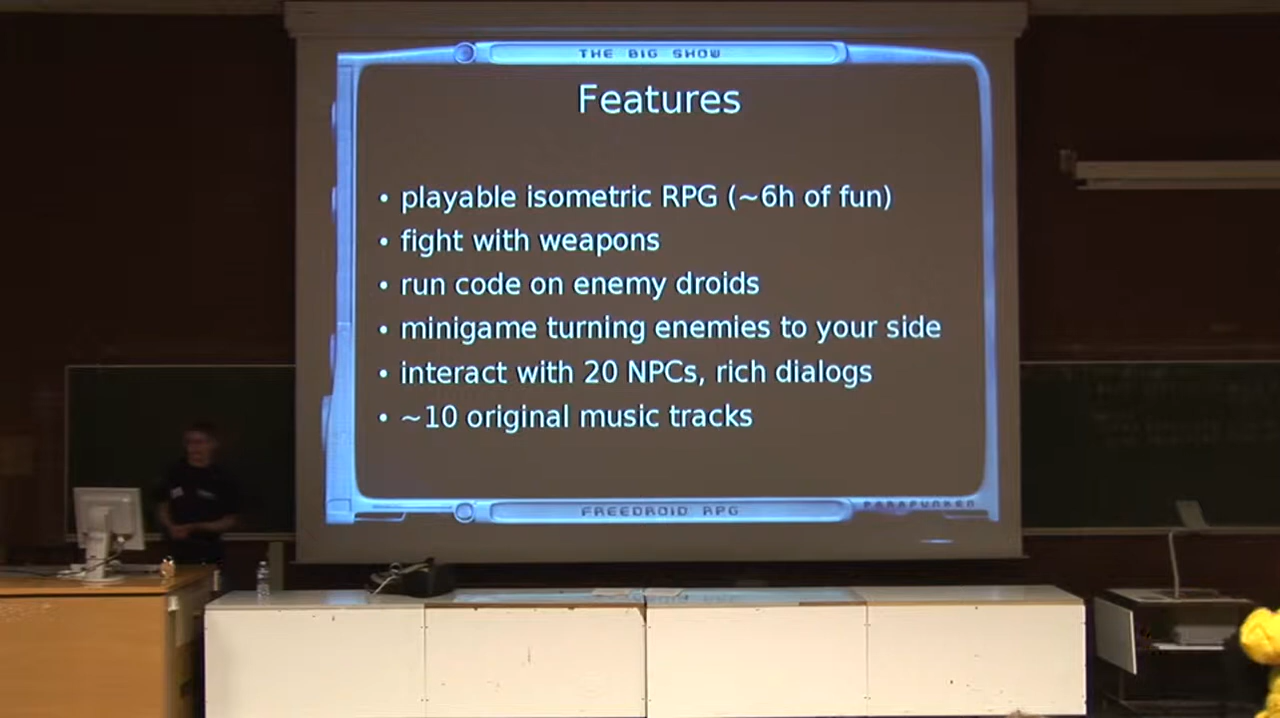 THE BIG SHOW
Features
• playable isometric RPG (~6h of fun)
• fight with weapons
• run code on enemy droids
• minigame turning enemies to your side
• interact with 20 NPCs, rich dialogs
• ~10 original music tracks
FREEDROID RPG
PARAPUNKEN